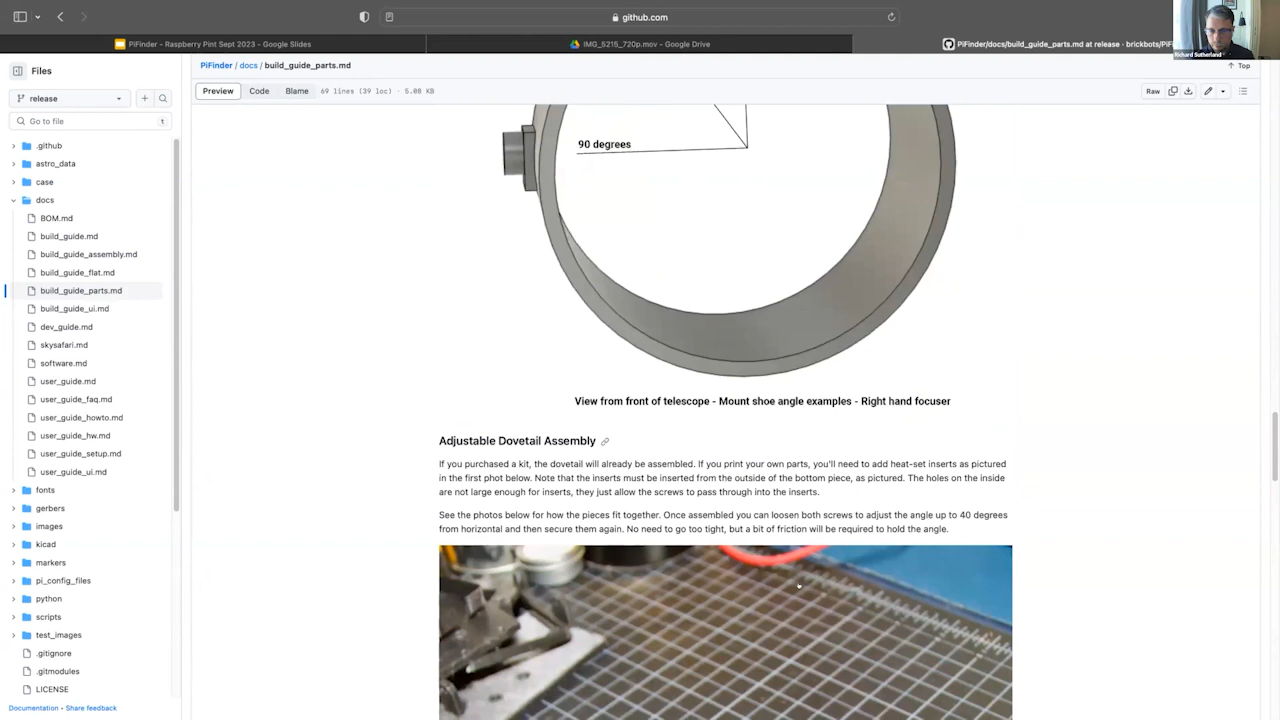 github.com
PiFinder - Raspberry Pint Sept 2023 - Google Slides
IMG_5215_720p.mov - Google Drive
PiFinder/docs/build_guide_parts.md at release · brickbots/PiFi
Richard Sutherland
Files
PiFinder / docs / build_guide_parts.md
Top
release
Preview Code Blame 69 lines (39 loc) · 5.08 KB
Raw
Go to file t
.github
astro_data
case
docs
BOM.md
build_guide.md
build_guide_assembly.md
build_guide_flat.md
build_guide_parts.md
build_guide_ui.md
dev_guide.md
skysafari.md
software.md
user_guide.md
user_guide_faq.md
user_guide_howto.md
user_guide_hw.md
user_guide_setup.md
user_guide_ui.md
fonts
gerbers
images
kicad
markers
pi_config_files
python
scripts
test_images
.gitignore
.gitmodules
LICENSE
Documentation • Share feedback
90 degrees
View from front of telescope - Mount shoe angle examples - Right hand focuser
Adjustable Dovetail Assembly
If you purchased a kit, the dovetail will already be assembled. If you print your own parts, you'll need to add heat-set inserts as pictured
in the first phot below. Note that the inserts must be inserted from the outside of the bottom piece, as pictured. The holes on the inside
are not large enough for inserts, they just allow the screws to pass through into the inserts.
See the photos below for how the pieces fit together. Once assembled you can loosen both screws to adjust the angle up to 40 degrees
from horizontal and then secure them again. No need to go too tight, but a bit of friction will be required to hold the angle.